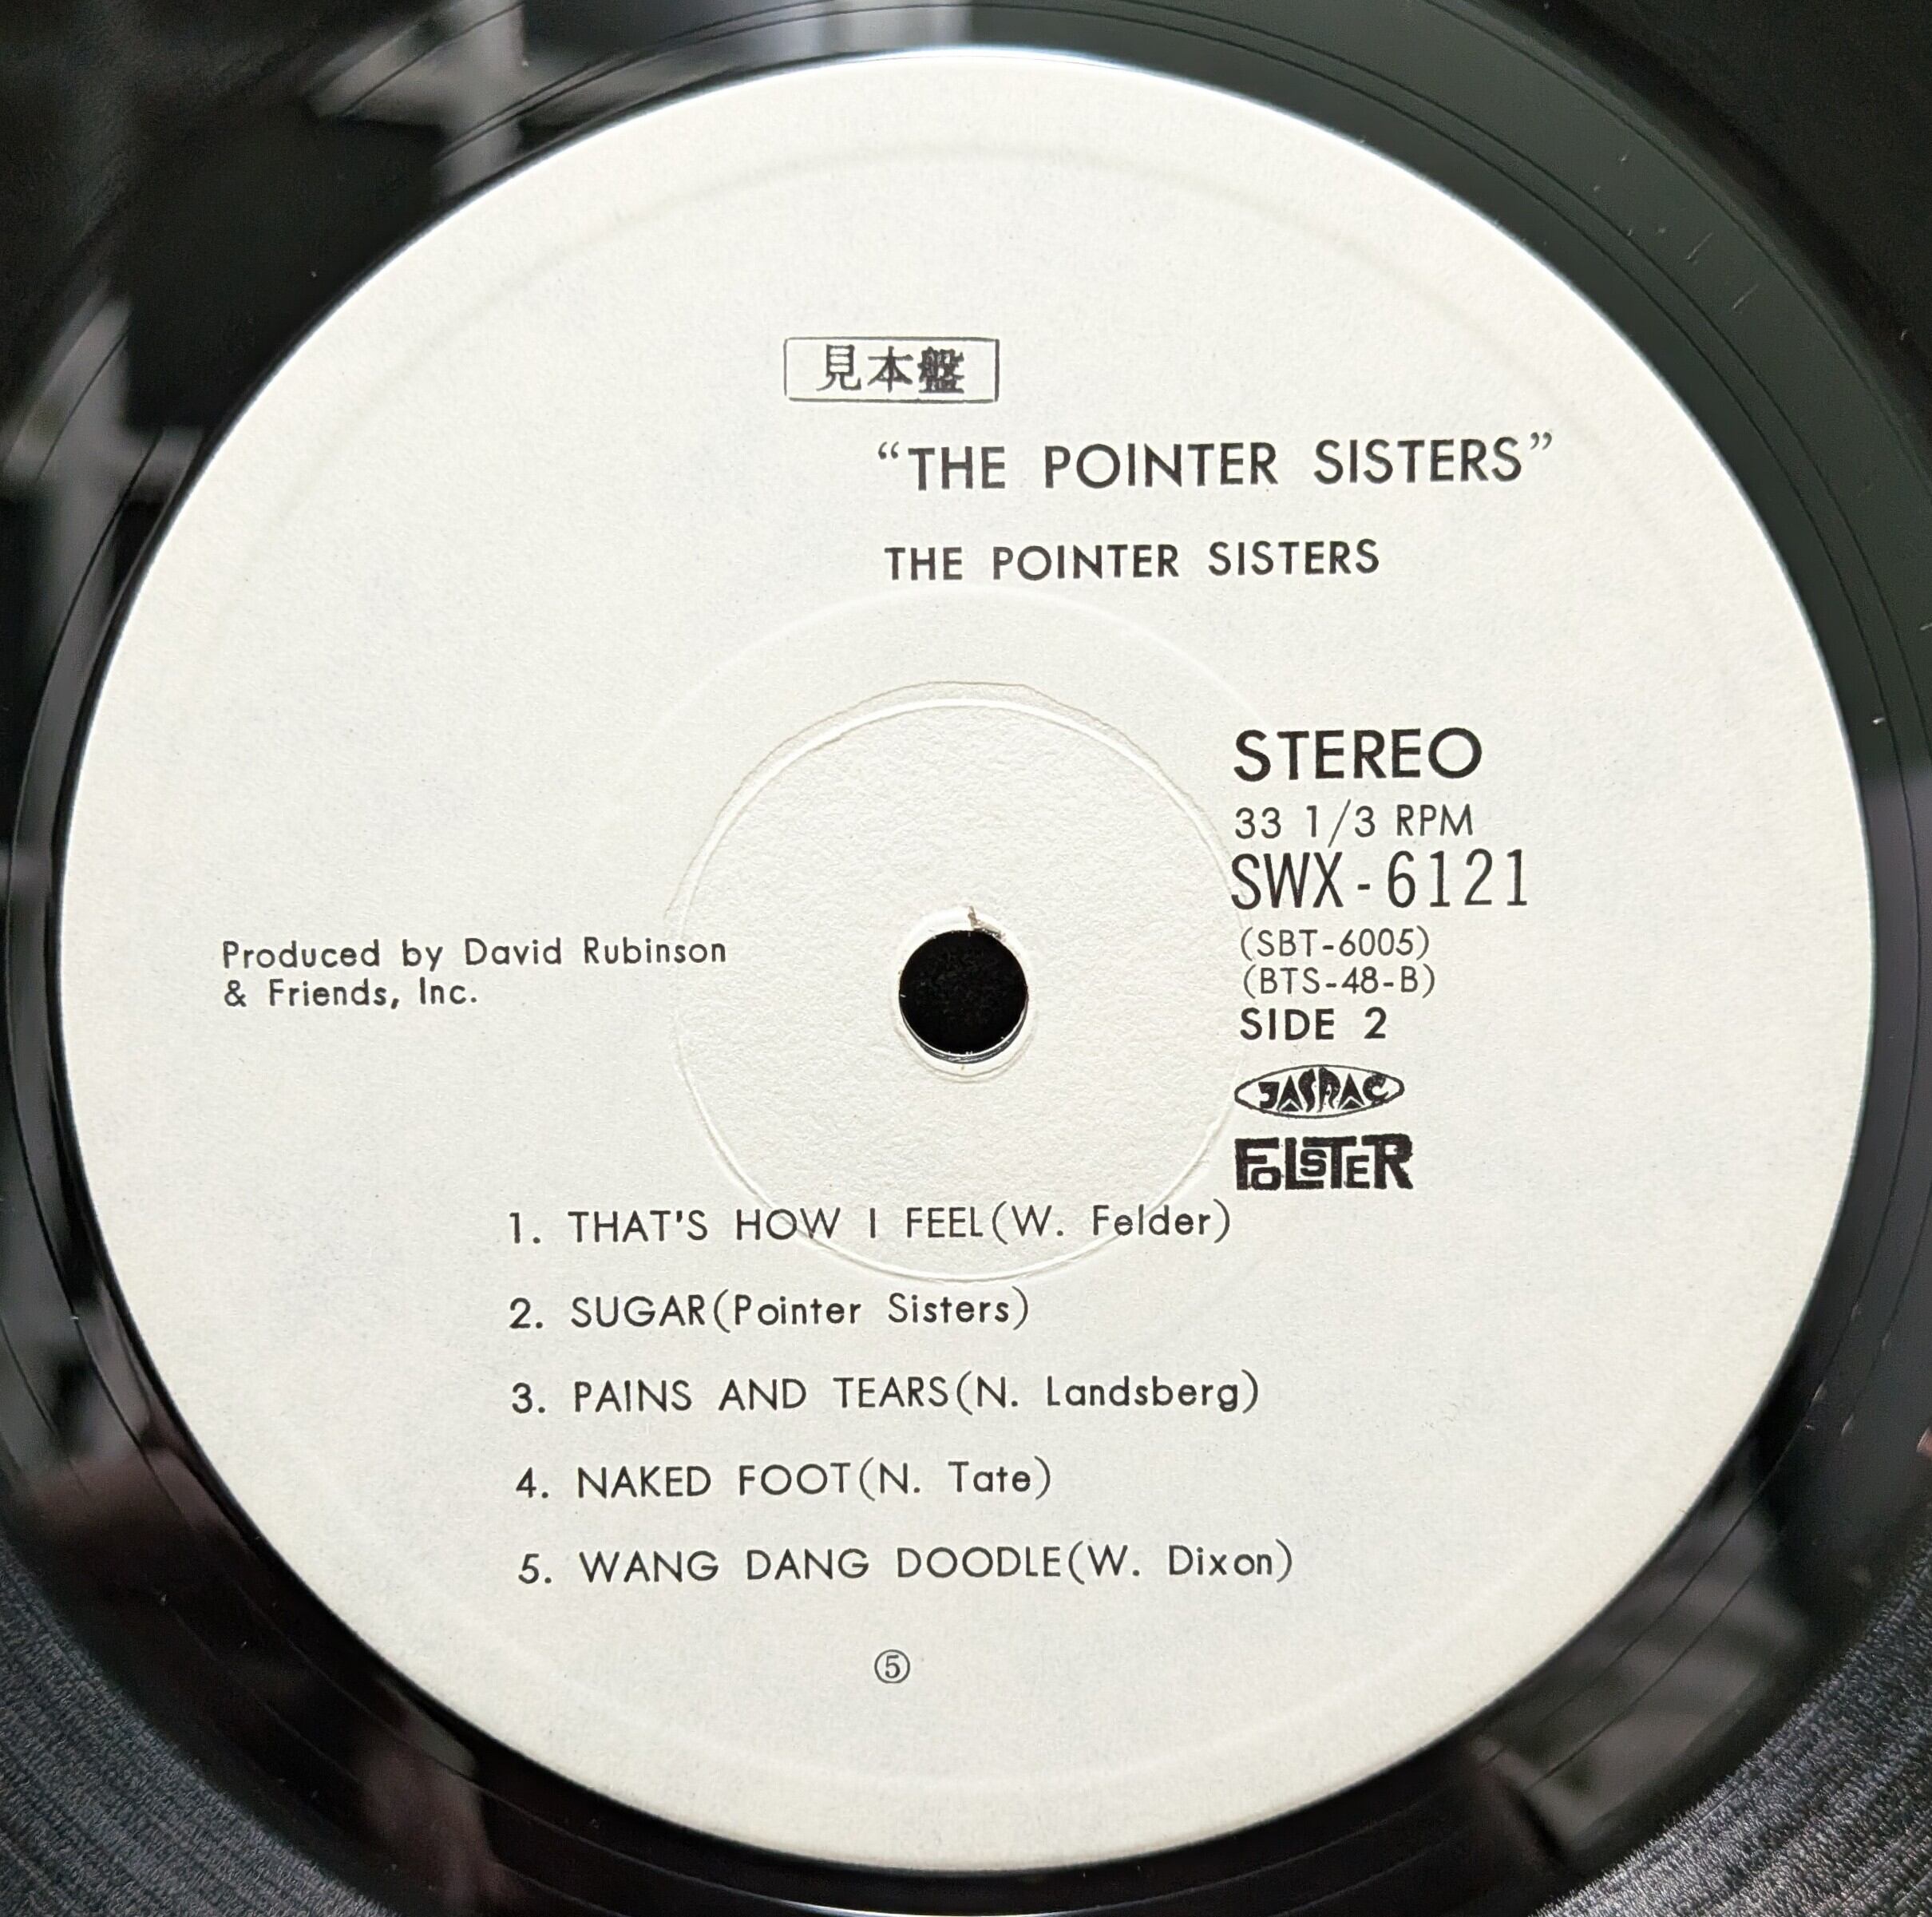 見本盤
“THE POINTER SISTERS”
THE POINTER SISTERS
STEREO
33 1/3 RPM
SWX-6121
(SBT-6005)
(BTS-48-B)
SIDE 2
JASRAC
FOLSTER
Produced by David Rubinson
& Friends, Inc.
1. THAT'S HOW I FEEL(W. Felder)
2. SUGAR(Pointer Sisters)
3. PAINS AND TEARS(N. Landsberg)
4. NAKED FOOT(N. Tate)
5. WANG DANG DOODLE(W. Dixon)
⑤